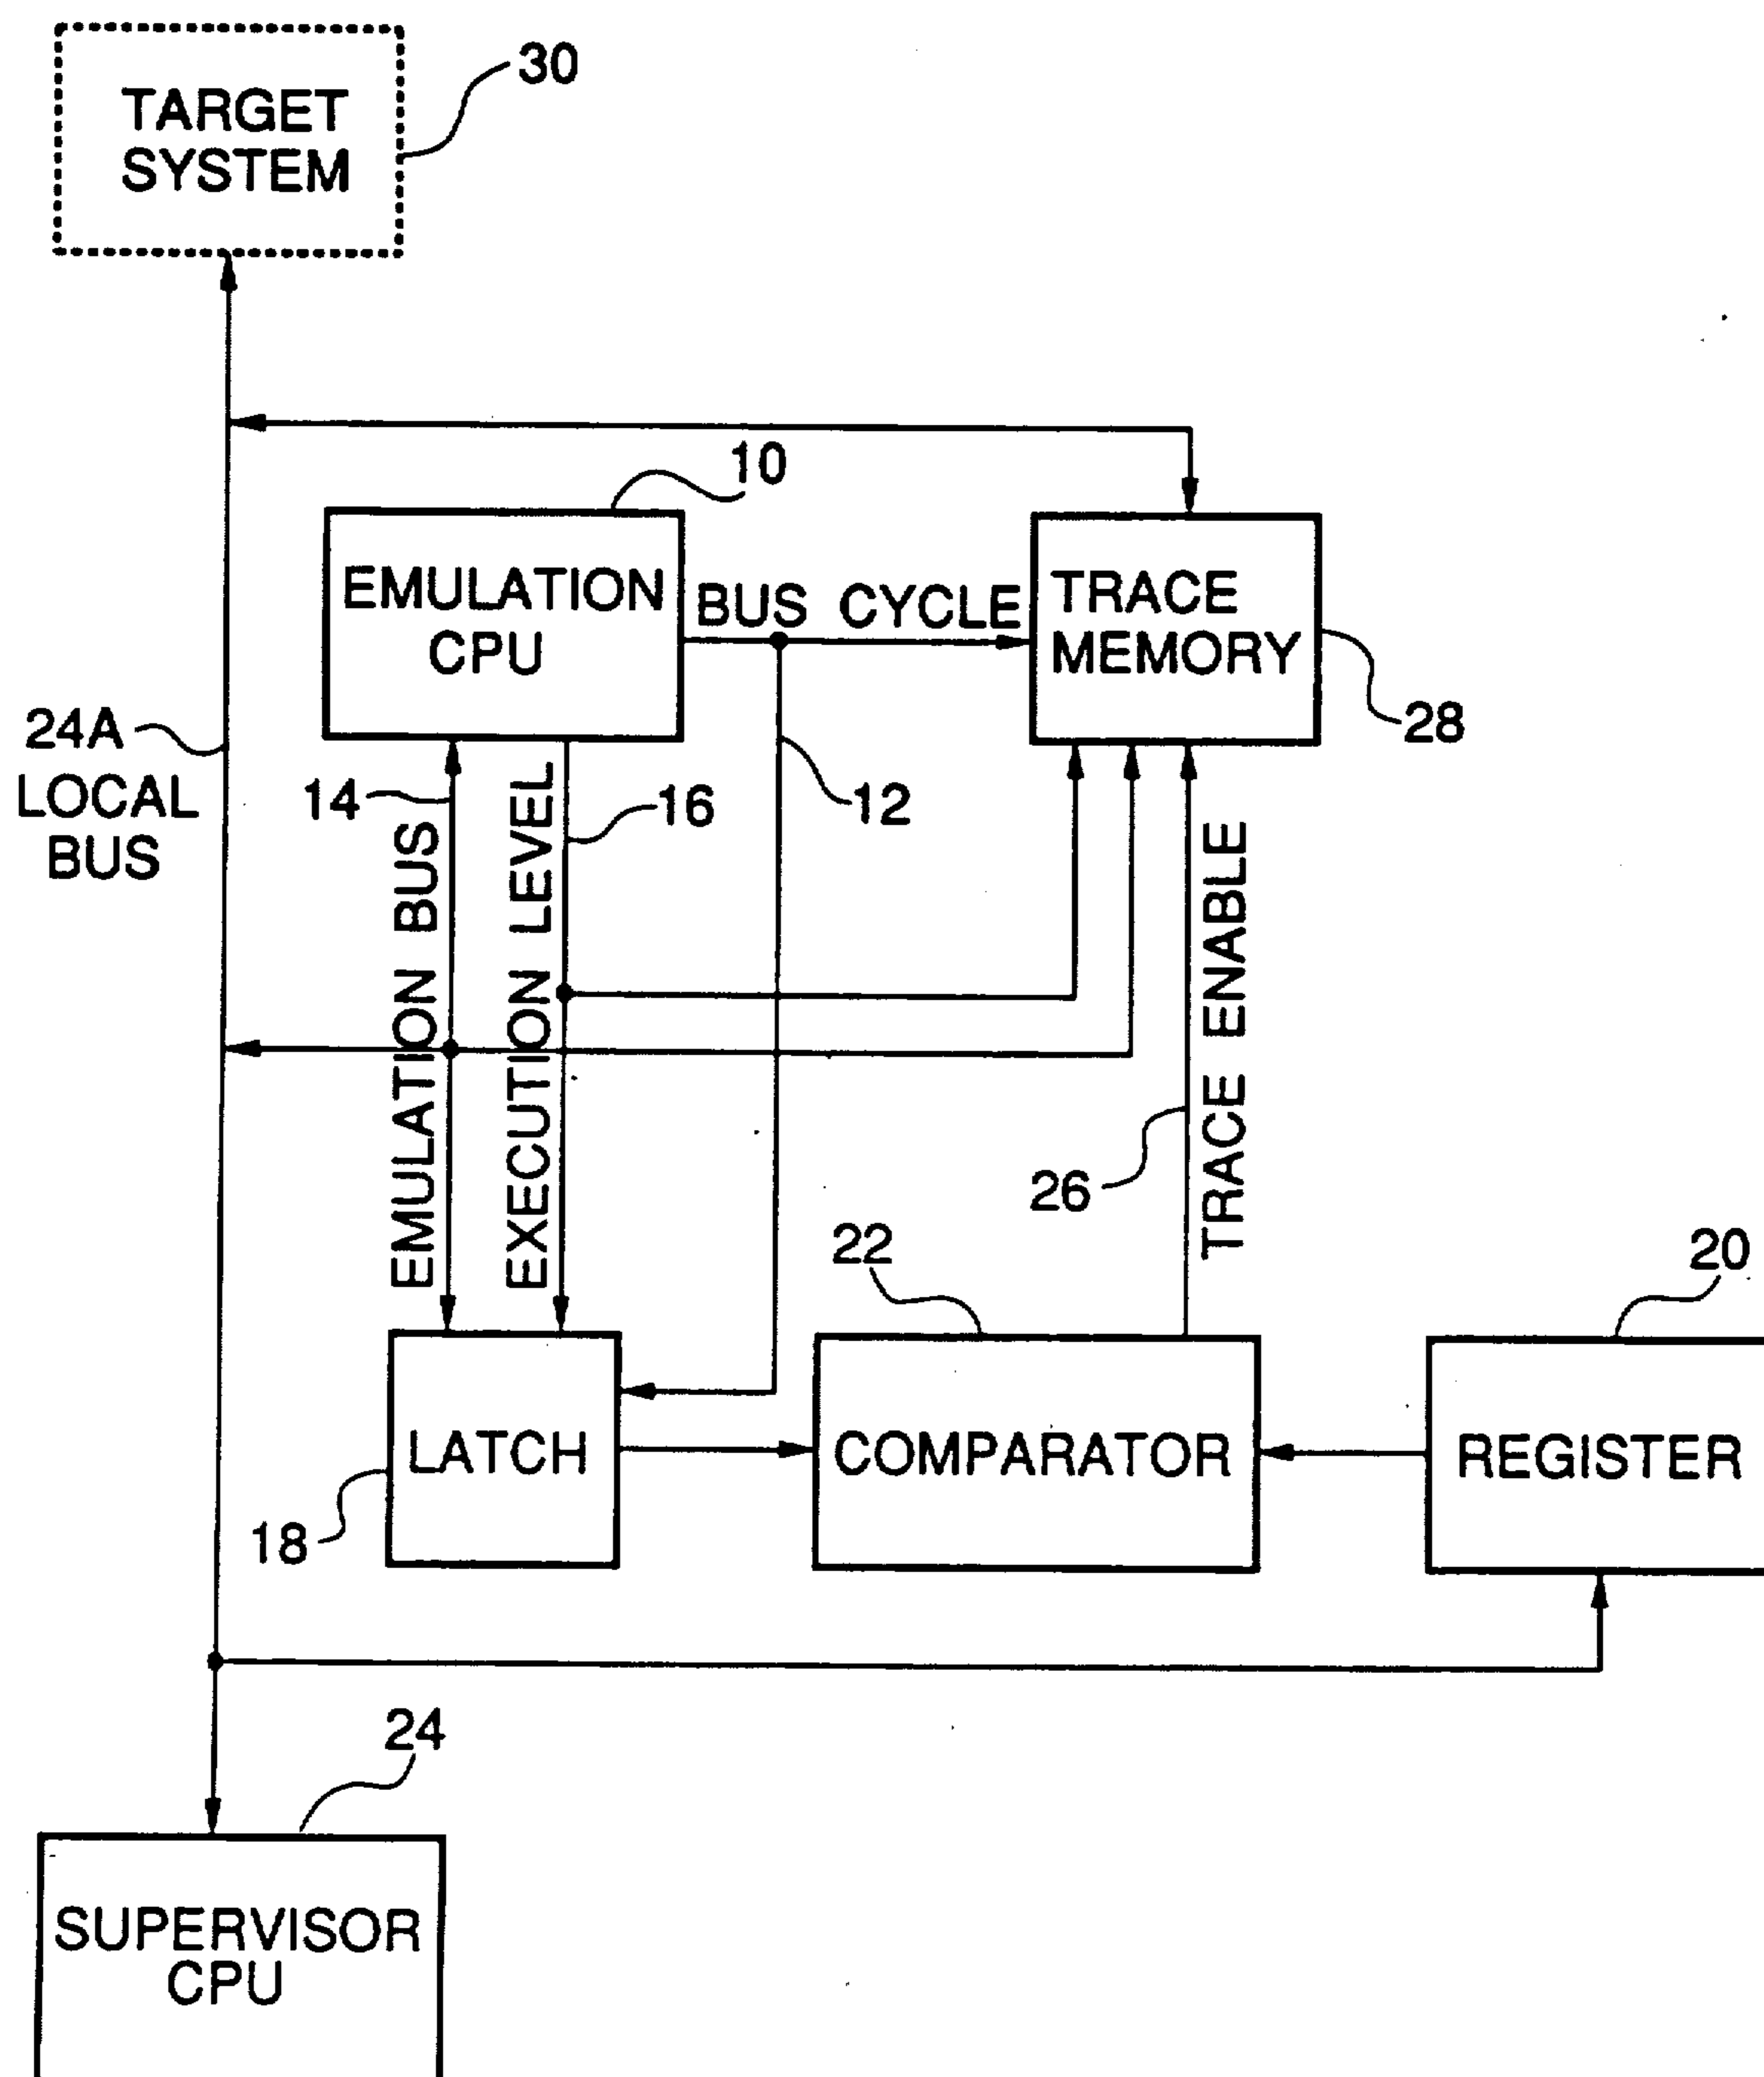 TARGET
SYSTEM
30
10
EMULATION
CPU
BUS CYCLE
TRACE
MEMORY
28
24A
LOCAL
BUS
14
EMULATION BUS
EXECUTION LEVEL
16
12
TRACE ENABLE
26
22
20
LATCH
COMPARATOR
REGISTER
18
24
SUPERVISOR
CPU